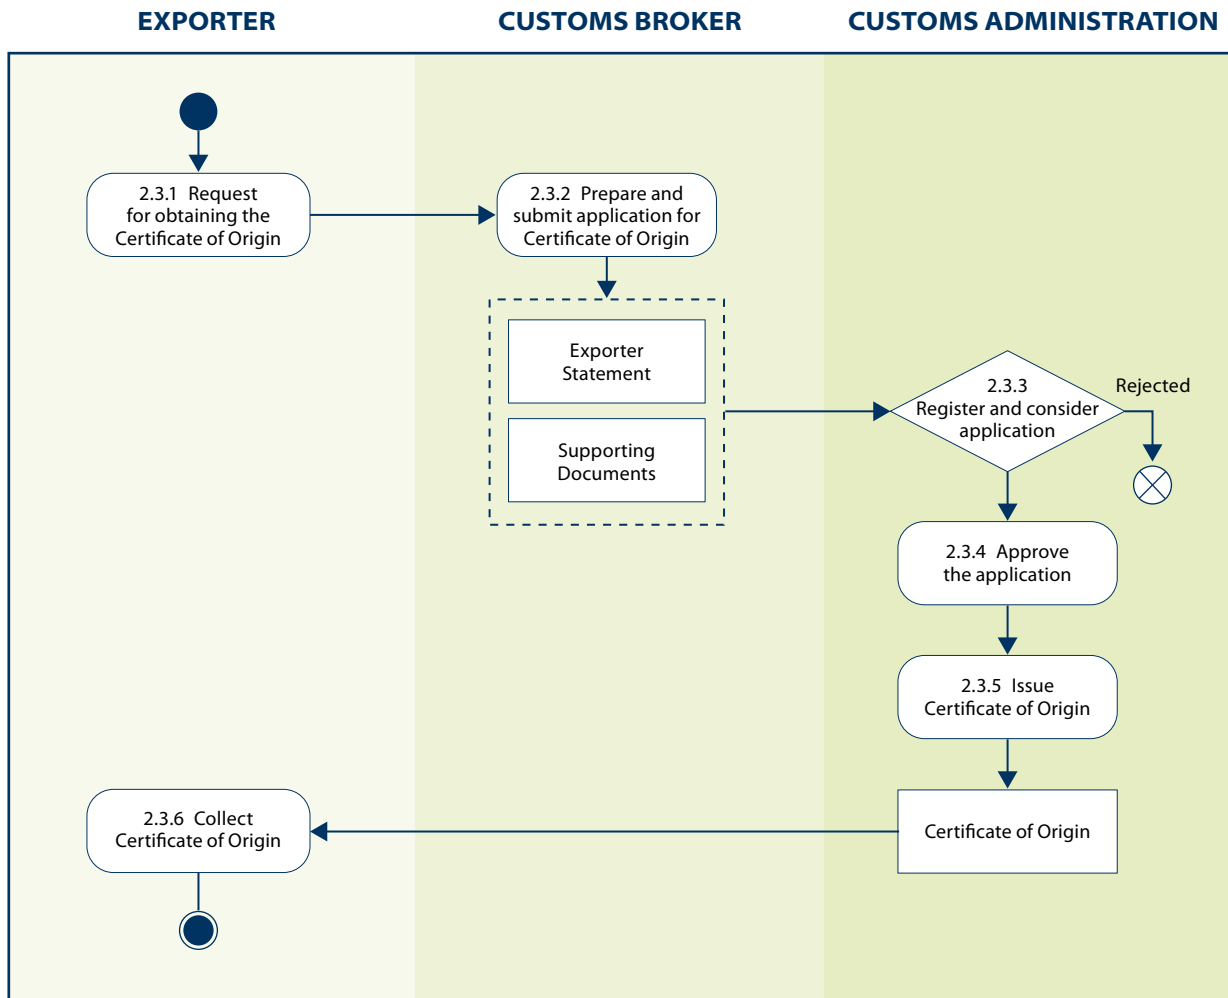 EXPORTER
CUSTOMS BROKER
CUSTOMS ADMINISTRATION
2.3.1 Request
for obtaining the
Certificate of Origin
2.3.2 Prepare and
submit application for
Certificate of Origin
Exporter
Statement
Supporting
Documents
2.3.3
Register and consider
application
Rejected
2.3.4 Approve
the application
2.3.5 Issue
Certificate of Origin
Certificate of Origin
2.3.6 Collect
Certificate of Origin